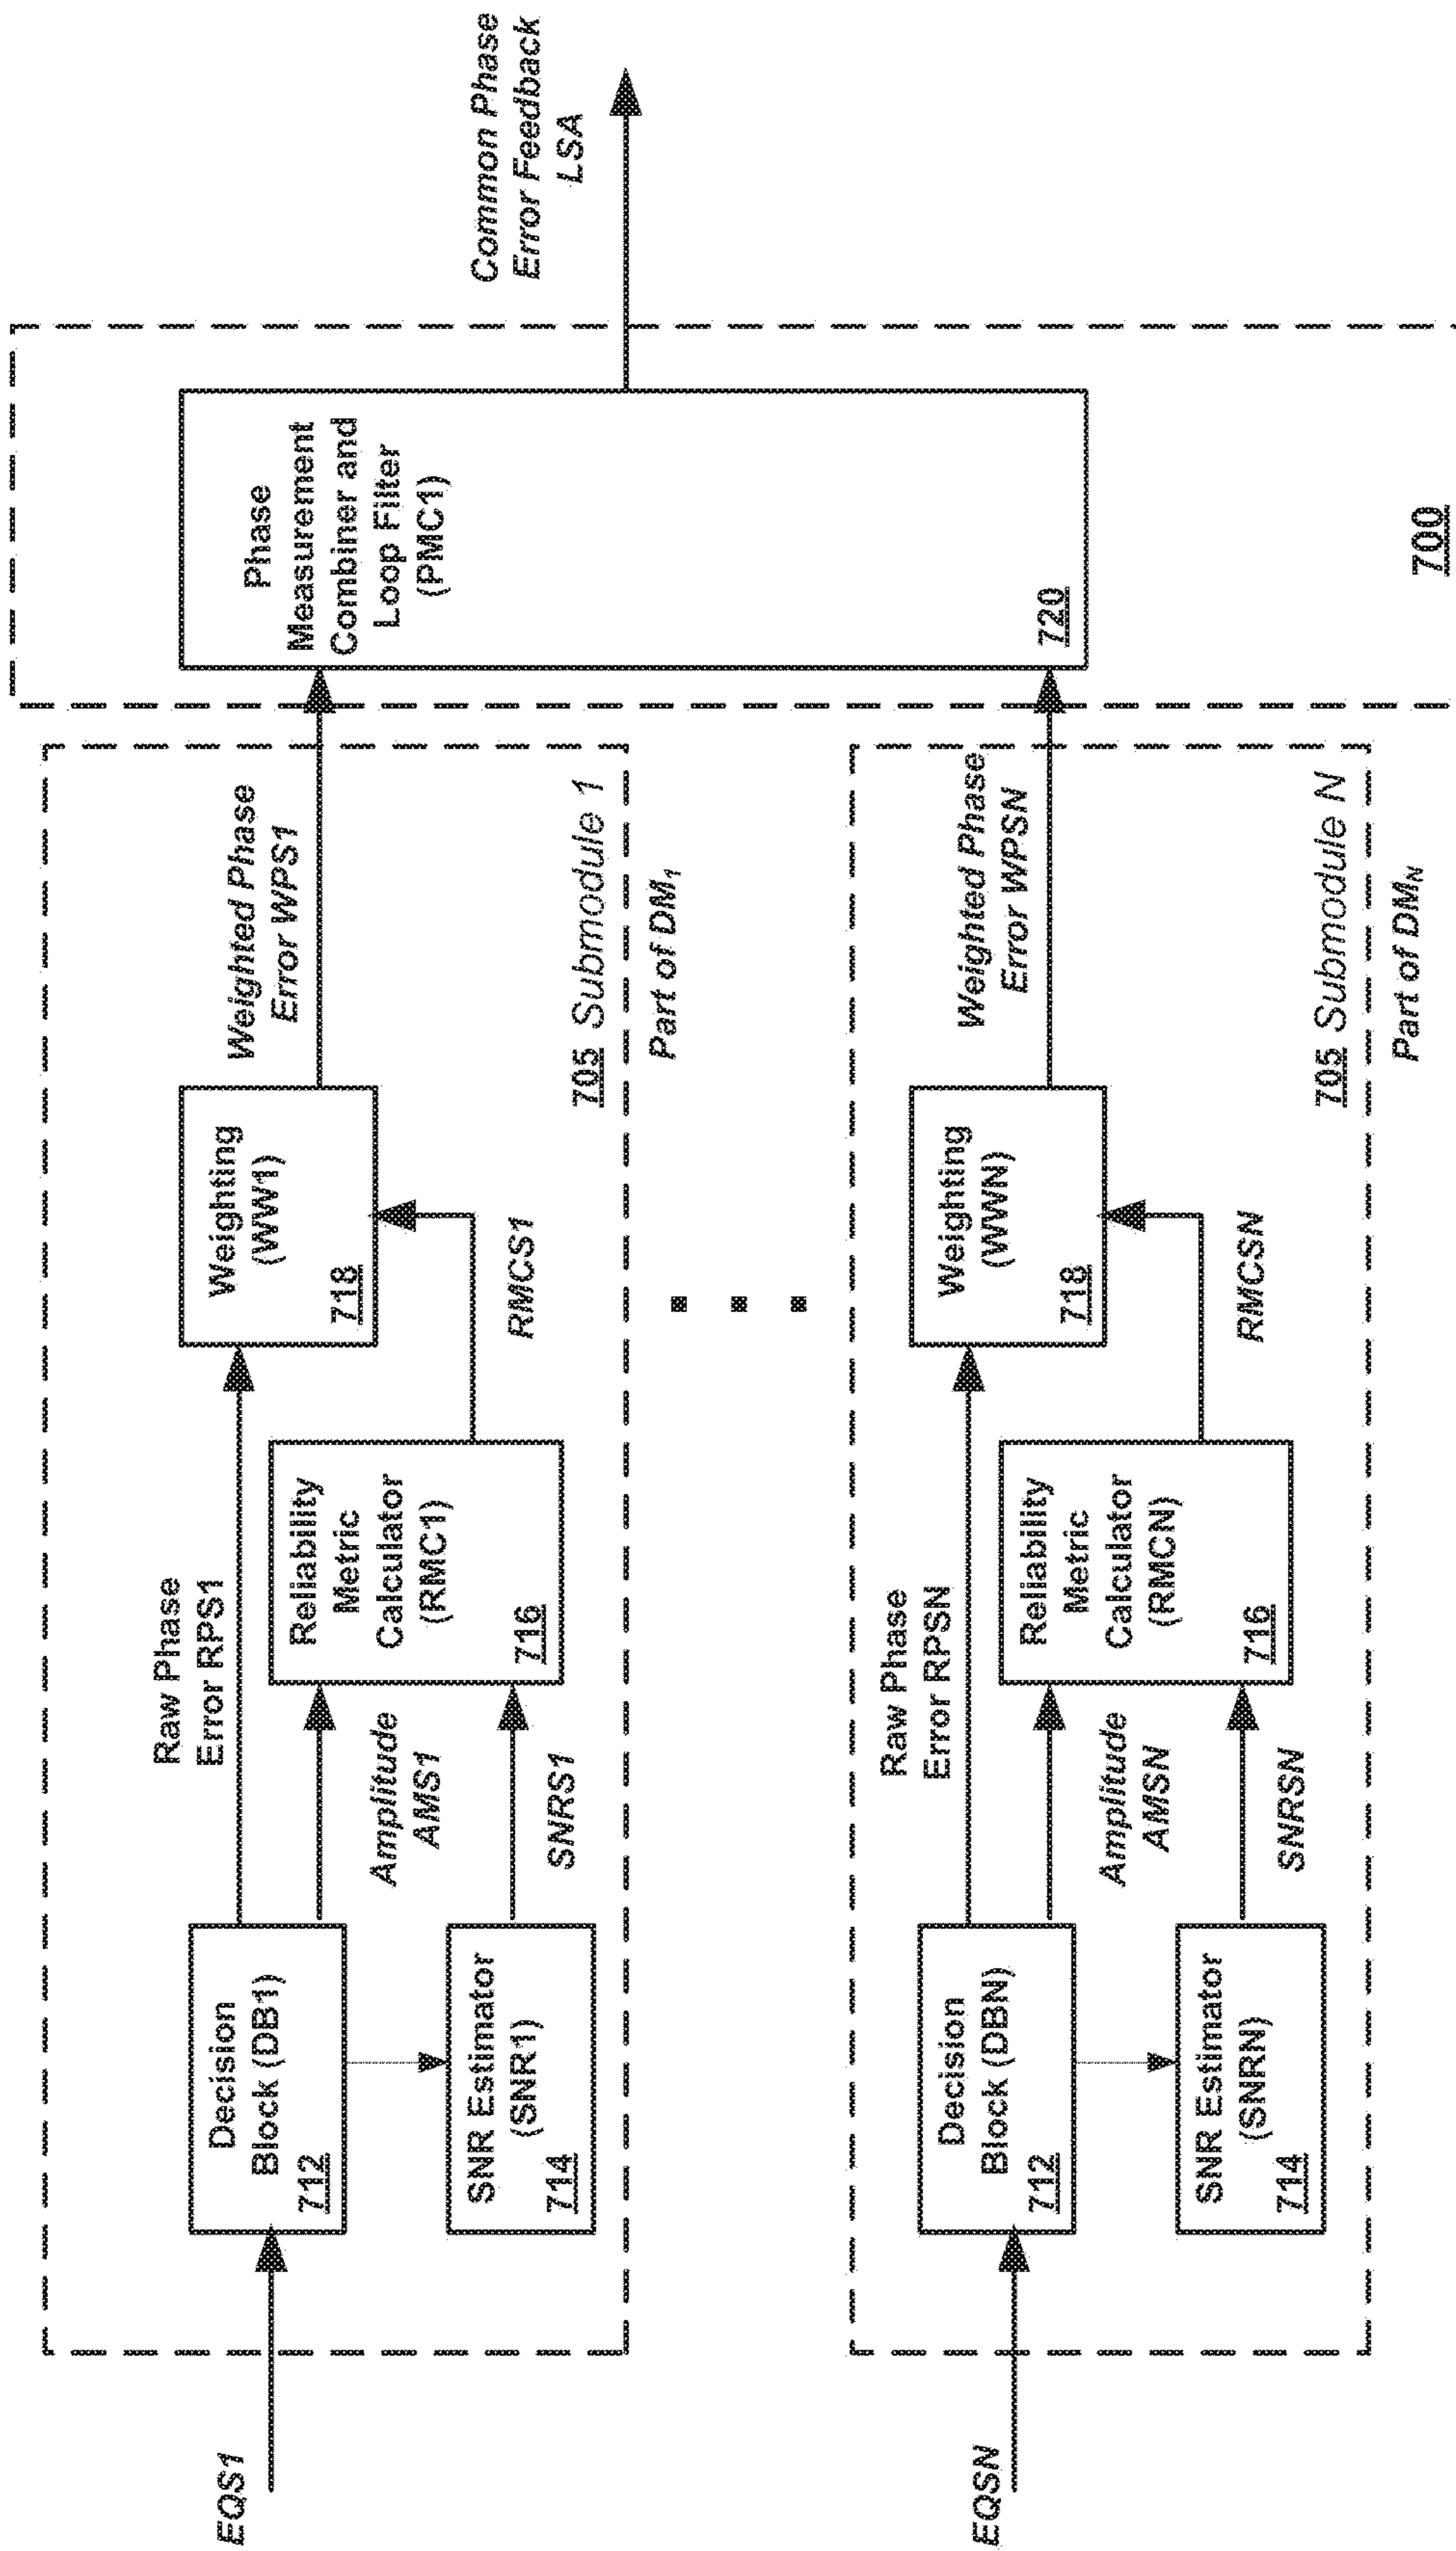 EQS1
Decision
Block (DB1)
712
SNR Estimator
(SNR1)
714
Raw Phase
Error RPS1
Amplitude
AMS1
SNRS1
Reliability
Metric
Calculator
(RMC1)
716
RMCS1
Weighting
(WW1)
718
Weighted Phase
Error WPS1
705 Submodule 1
Part of DM1
EQSN
Decision
Block (DBN)
712
SNR Estimator
(SNRN)
714
Raw Phase
Error RPSN
Amplitude
AMSN
SNRSN
Reliability
Metric
Calculator
(RMCN)
716
RMCSN
Weighting
(WWN)
718
Weighted Phase
Error WPSN
705 Submodule N
Part of DMN
Phase
Measurement
Combiner and
Loop Filter
(PMC1)
720
700
Common Phase
Error Feedback
LSA